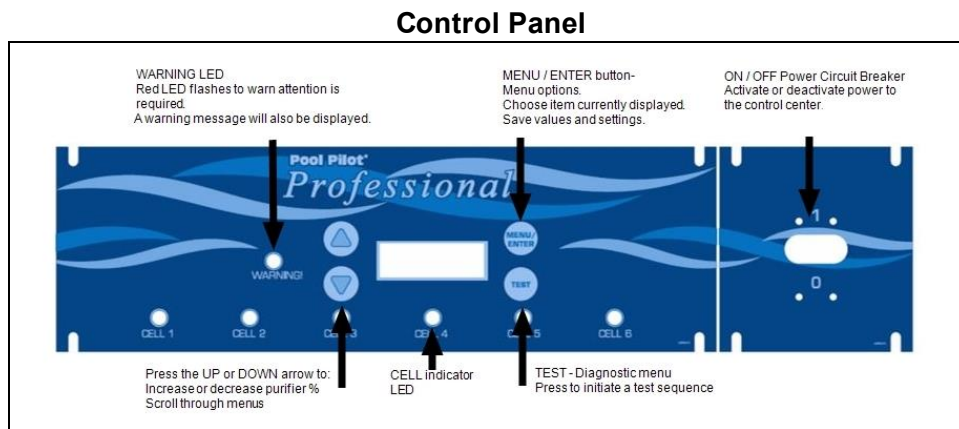 Control Panel
WARNING LED
Red LED flashes to warn attention is
required.
A warning message will also be displayed.
MENU / ENTER button-
Menu options.
Choose item currently displayed.
Save values and settings.
ON / OFF Power Circuit Breaker
Activate or deactivate power to
the control center.
Pool Pilot®
Professional
1
MENU/
ENTER
WARNING!
TEST
0
CELL 1
CELL 2
CELL 3
CELL 4
CELL 5
CELL 6
Press the UP or DOWN arrow to:
Increase or decrease purifier %
Scroll through menus
CELL indicator
LED
TEST - Diagnostic menu
Press to initiate a test sequence